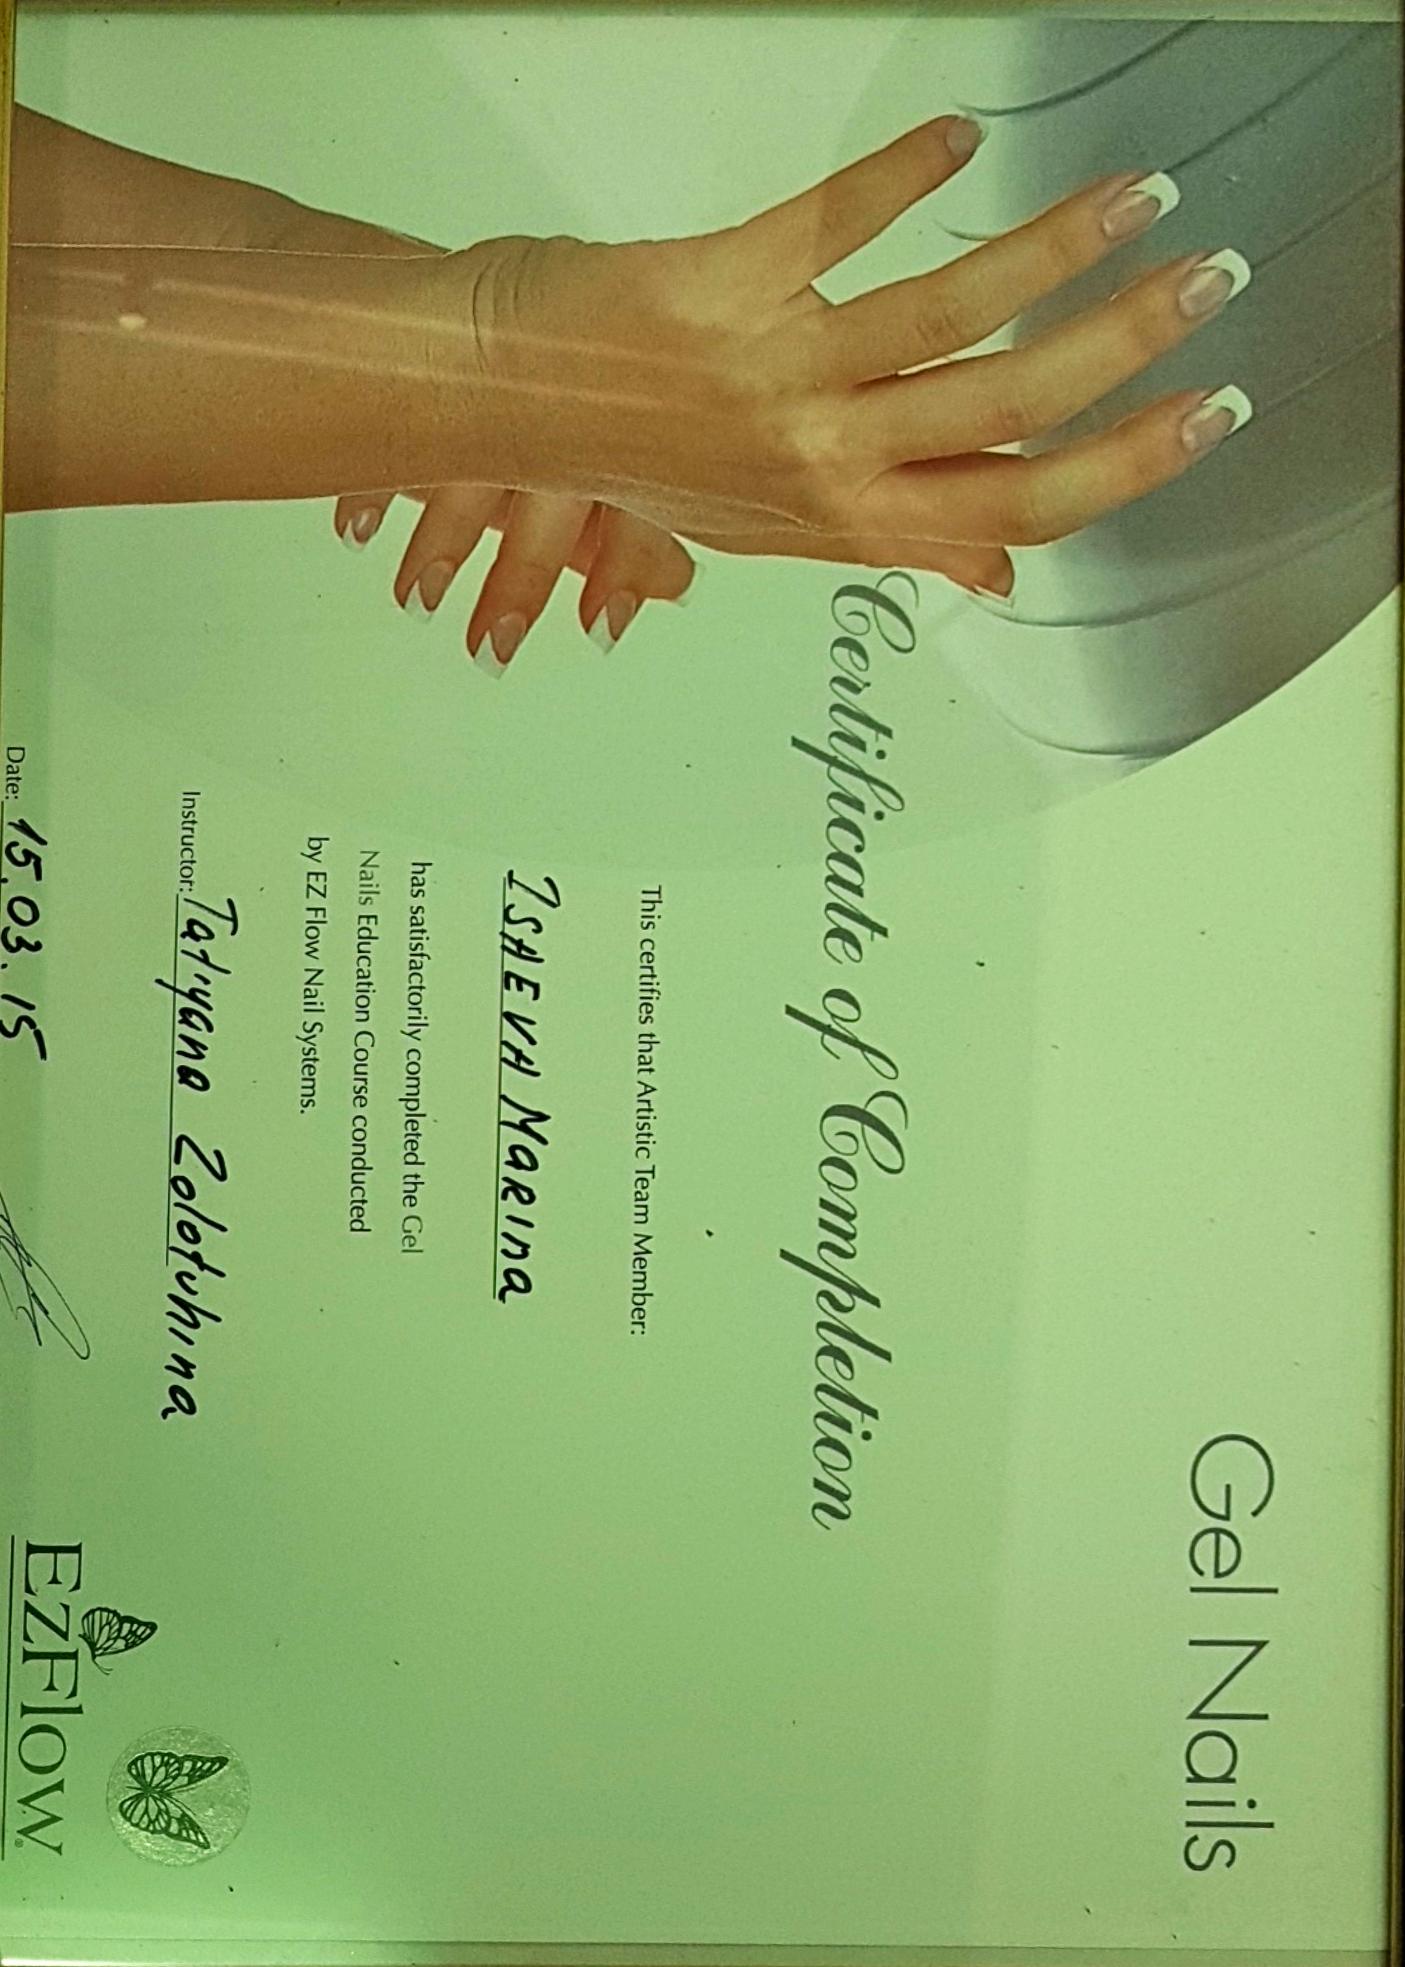 Gel Nails
Certificate of Completion
This certifies that Artistic Team Member:
ISAEVA MARINA
has satisfactorily completed the Gel
Nails Education Course conducted
by EZ Flow Nail Systems.
Instructor: Tatiyana Zolotuhina
Date: 15.03.15
EZFLOW®